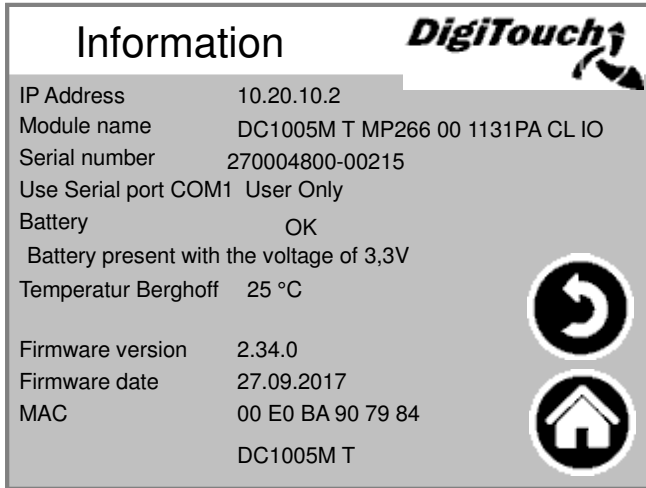 Information
DigiTouch
IP Address 10.20.10.2
Module name DC1005M T MP266 00 1131PA CL IO
Serial number 270004800-00215
Use Serial port COM1 User Only
Battery OK
Battery present with the voltage of 3,3V
Temperatur Berghoff 25 °C
Firmware version 2.34.0
Firmware date 27.09.2017
MAC 00 E0 BA 90 79 84
DC1005M T